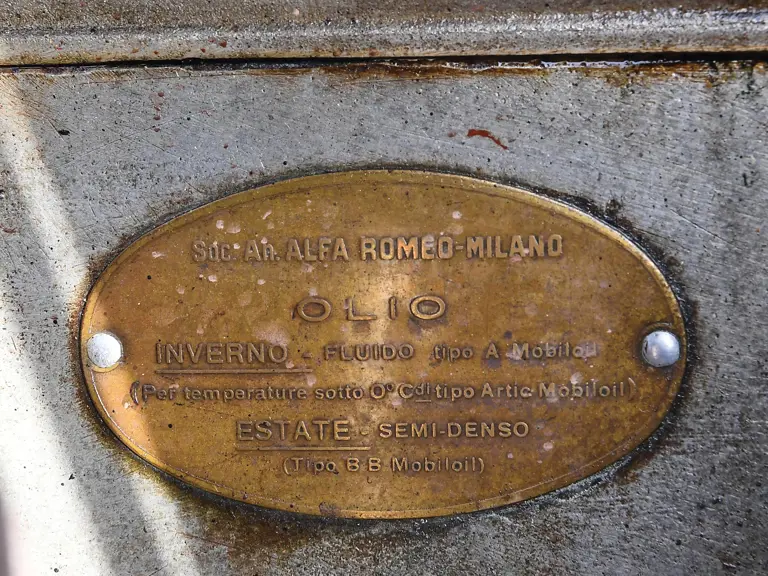 Soc. An. ALFA ROMEO-MILANO
OLIO
INVERNO - FLUIDO tipo A Mobiloil
(Per temperature sotto 0° Cdi tipo Artic Mobiloil)
ESTATE - SEMI-DENSO
(Tipo B B Mobiloil)